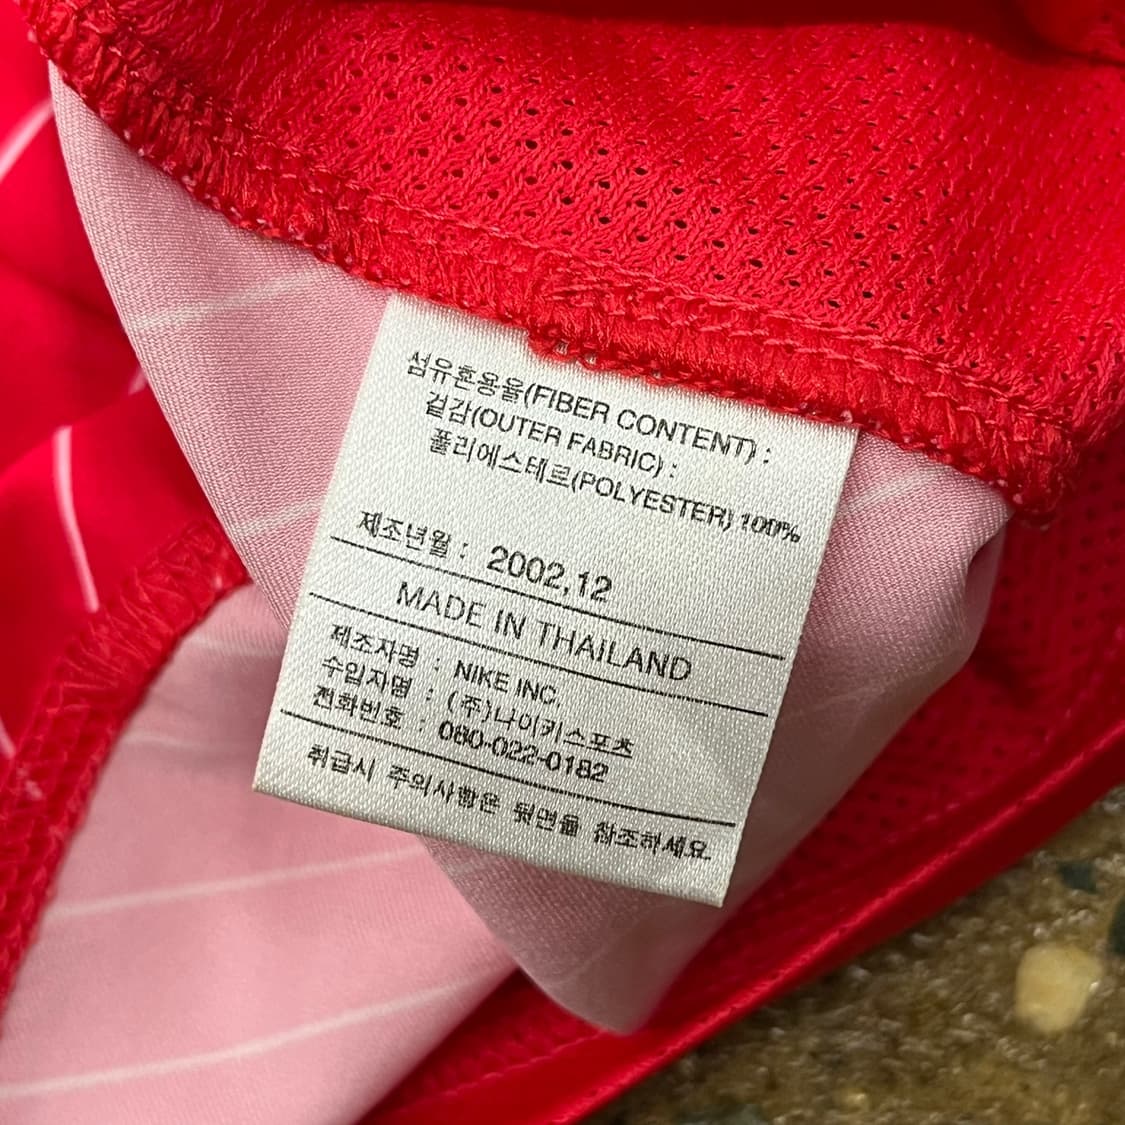 섬유혼용율(FIBER CONTENT) :
겉감(OUTER FABRIC) :
폴리에스테르(POLYESTER) 100%
제조년월 : 2002,12
MADE IN THAILAND
제조자명 : NIKE INC.
수입자명 : (주)나이키스포츠
전화번호 : 080-022-0182
취급시 주의사항은 뒷면을 참조하세요.